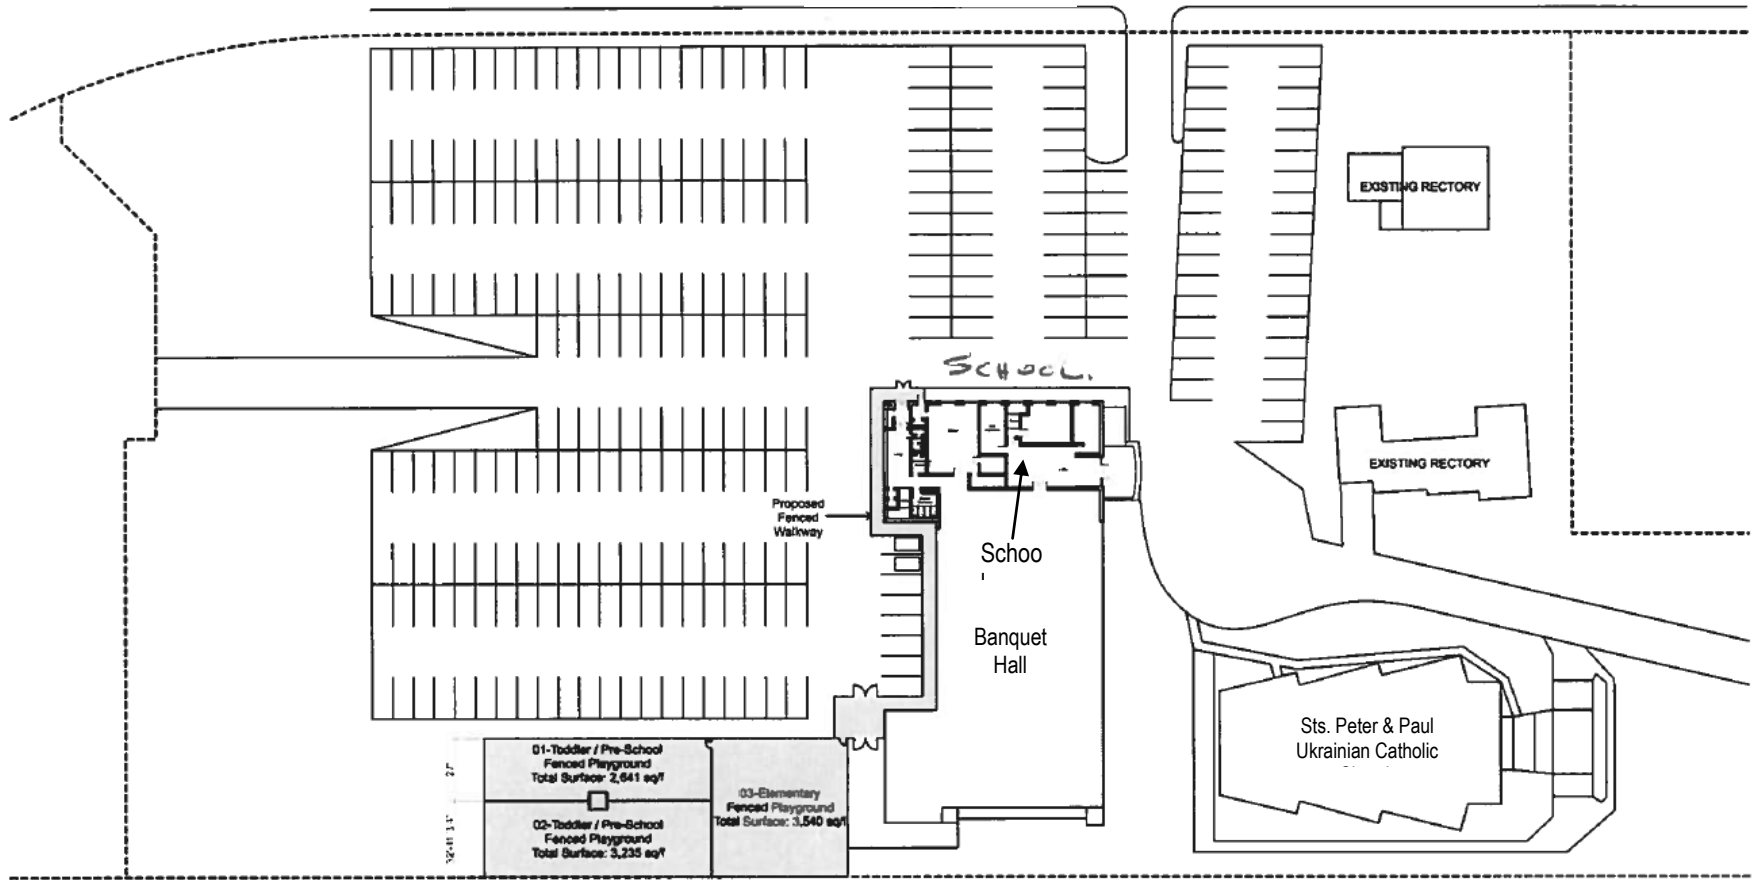 EXISTING RECTORY
SCHOOL.
EXISTING RECTORY
Proposed
Fenced
Walkway
Schoo
Banquet
Hall
Sts. Peter & Paul
Ukrainian Catholic
01-Toddler / Pre-School
Fenced Playground
Total Surface: 2,641 sq/f
27'
03-Elementary
Fenced Playground
Total Surface: 3,540 sq/f
02-Toddler / Pre-School
Fenced Playground
Total Surface: 3,235 sq/f